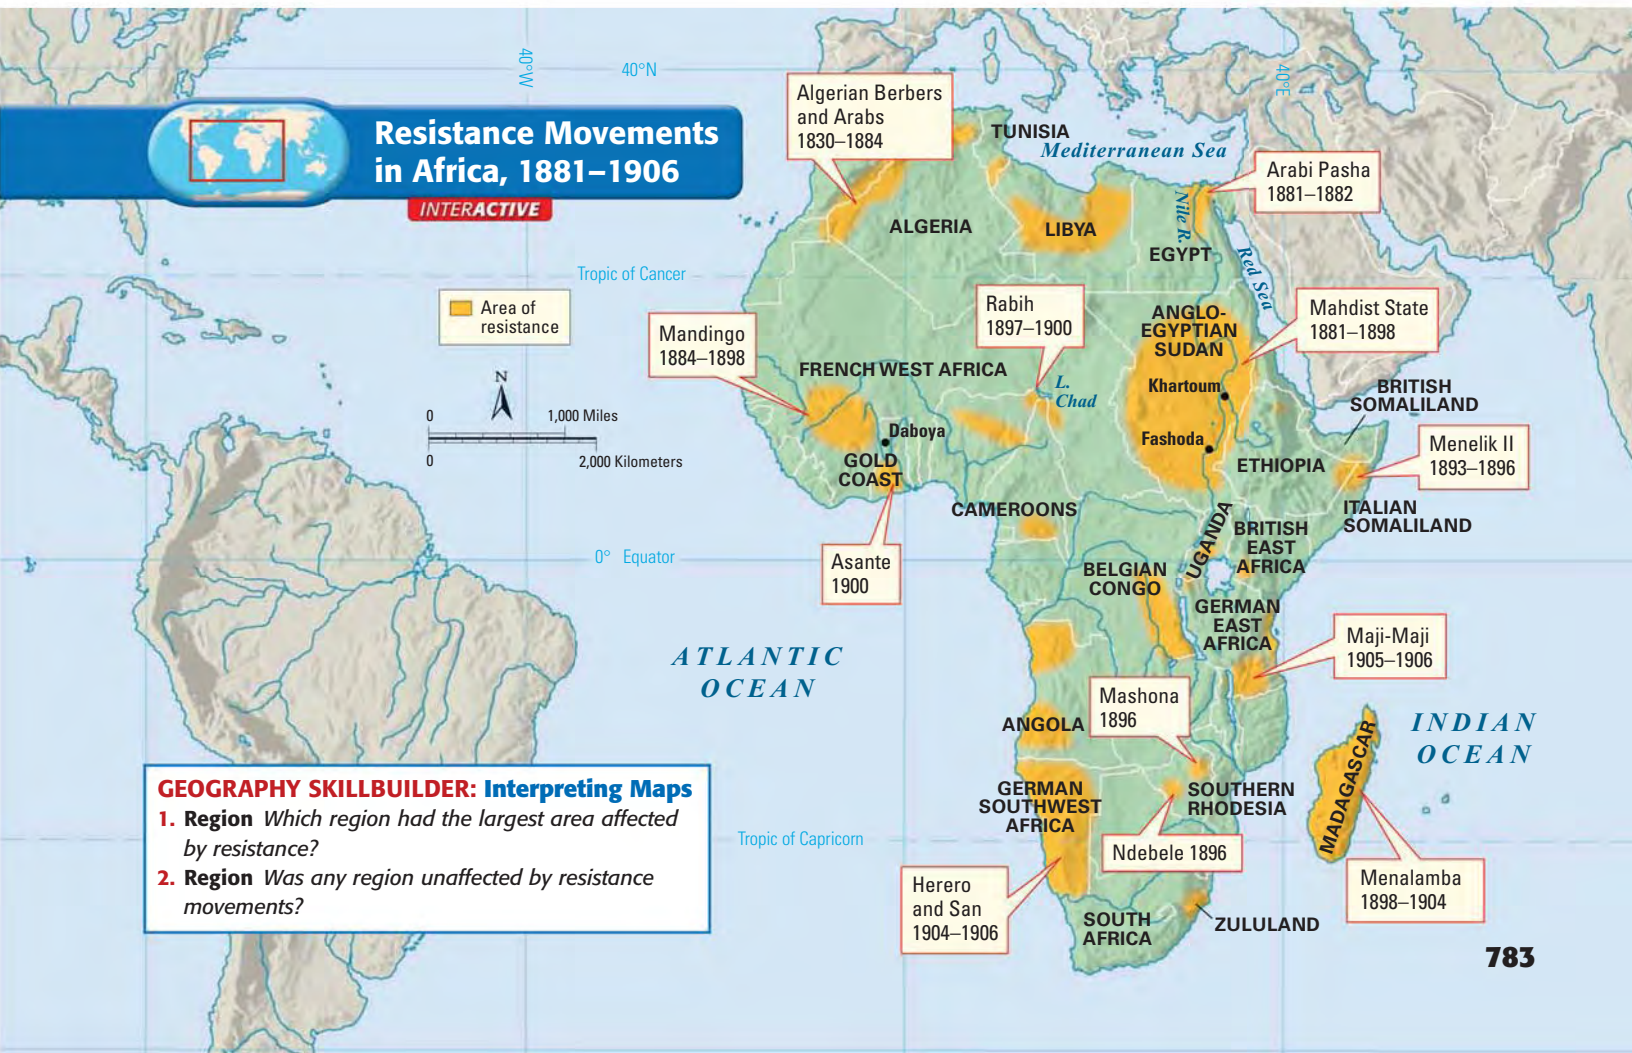 Resistance Movements
in Africa, 1881–1906
INTERACTIVE
40°W
40°N
40°E
Algerian Berbers
and Arabs
1830–1884
TUNISIA
Mediterranean Sea
Arabi Pasha
1881–1882
Nile R.
ALGERIA
LIBYA
EGYPT
Red Sea
Tropic of Cancer
Area of
resistance
Rabih
1897–1900
ANGLO-
EGYPTIAN
SUDAN
Mahdist State
1881–1898
Mandingo
1884–1898
FRENCH WEST AFRICA
L.
Chad
Khartoum
BRITISH
SOMALILAND
N
0 1,000 Miles
0 2,000 Kilometers
Daboya
Fashoda
Menelik II
1893–1896
GOLD
COAST
ETHIOPIA
CAMEROONS
ITALIAN
SOMALILAND
UGANDA
BRITISH
EAST
AFRICA
0° Equator
Asante
1900
BELGIAN
CONGO
GERMAN
EAST
AFRICA
Maji-Maji
1905–1906
ATLANTIC
OCEAN
Mashona
1896
ANGOLA
INDIAN
OCEAN
MADAGASCAR
GERMAN
SOUTHWEST
AFRICA
SOUTHERN
RHODESIA
Tropic of Capricorn
Ndebele 1896
Herero
and San
1904–1906
Menalamba
1898–1904
SOUTH
AFRICA
ZULULAND
GEOGRAPHY SKILLBUILDER: Interpreting Maps
1. Region Which region had the largest area affected
by resistance?
2. Region Was any region unaffected by resistance
movements?
783